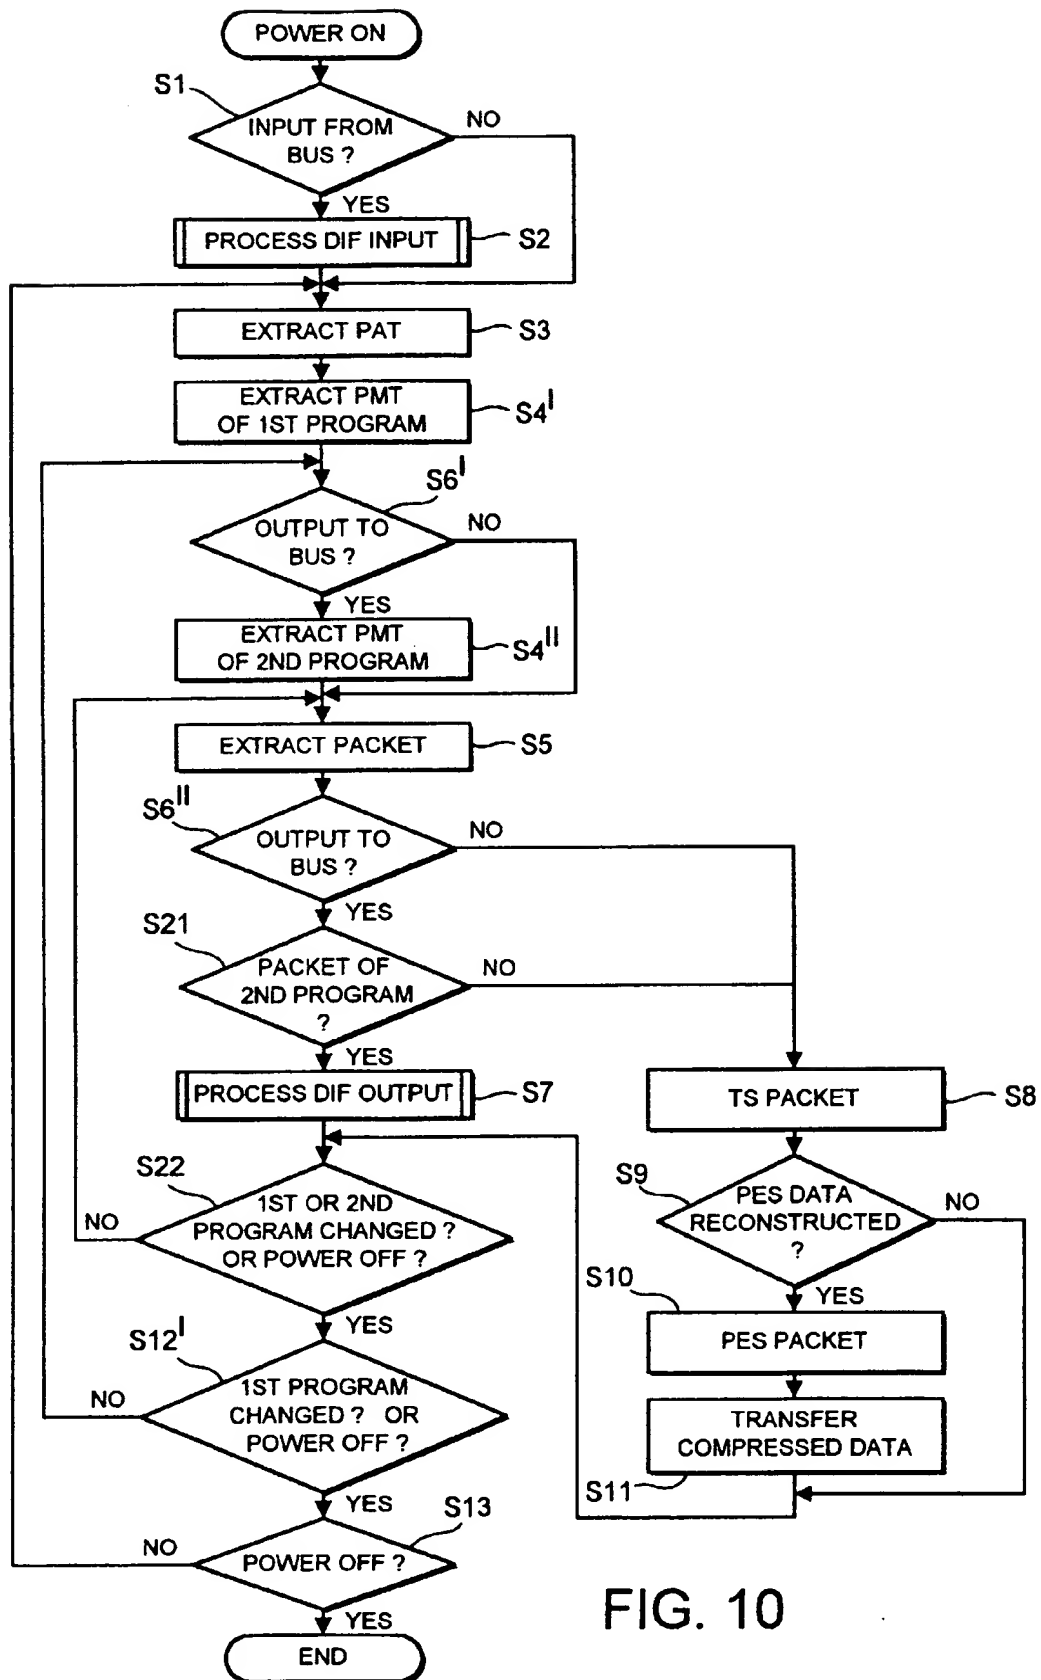 POWER ON
S1
INPUT FROM
BUS ?
NO
YES
PROCESS DIF INPUT
S2
EXTRACT PAT
S3
EXTRACT PMT
OF 1ST PROGRAM
S4I
S6I
OUTPUT TO
BUS ?
NO
YES
EXTRACT PMT
OF 2ND PROGRAM
S4II
EXTRACT PACKET
S5
S6II
OUTPUT TO
BUS ?
NO
YES
S21
PACKET OF
2ND PROGRAM
?
NO
YES
PROCESS DIF OUTPUT
S7
TS PACKET
S8
S22
1ST OR 2ND
PROGRAM CHANGED ?
OR POWER OFF ?
NO
YES
S9
PES DATA
RECONSTRUCTED
?
NO
YES
S10
PES PACKET
S12I
1ST PROGRAM
CHANGED ? OR
POWER OFF ?
NO
YES
TRANSFER
COMPRESSED DATA
S11
S13
POWER OFF ?
NO
YES
END
FIG. 10